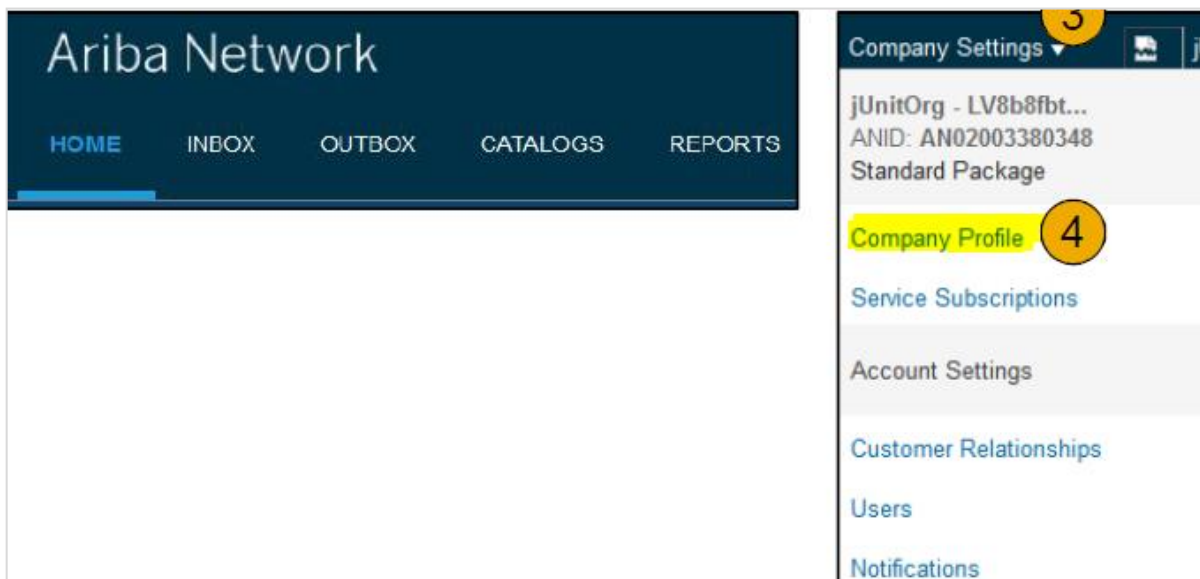 Ariba Network
HOME INBOX OUTBOX CATALOGS REPORTS
3
Company Settings
jUnitOrg - LV8b8fbt...
ANID: AN02003380348
Standard Package
Company Profile 4
Service Subscriptions
Account Settings
Customer Relationships
Users
Notifications